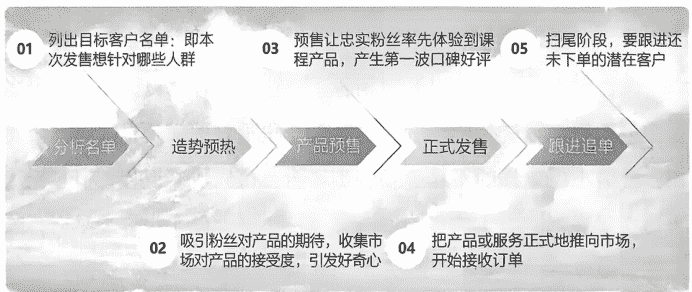 01 列出目标客户名单：即本
次发售想针对哪些人群
03 预售让忠实粉丝率先体验到课
程产品，产生第一波口碑好评
05 扫尾阶段，要跟进还
未下单的潜在客户
分析名单
造势预热
产品预售
正式发售
跟进追单
02 吸引粉丝对产品的期待，收集市
场对产品的接受度，引发好奇心
04 把产品或服务正式地推向市场，
开始接收订单